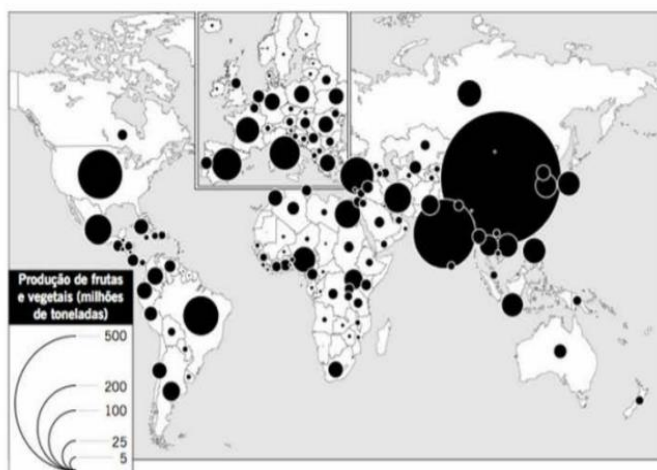 Produção de frutas
e vegetais (milhões
de toneladas)
500
200
100
25
5